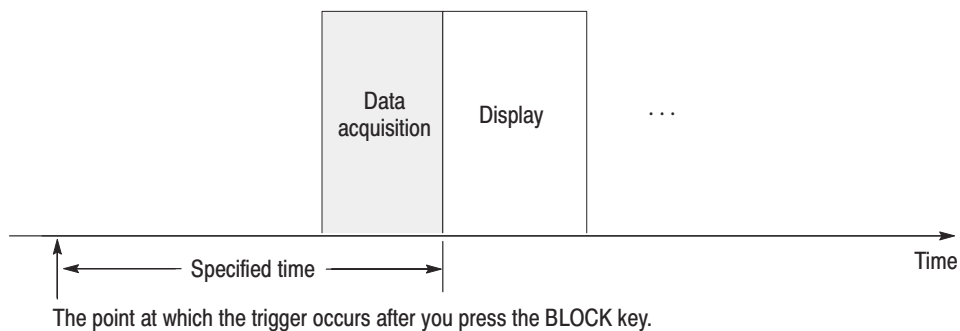 Data
acquisition
Display
. . .
Time
Specified time
The point at which the trigger occurs after you press the BLOCK key.